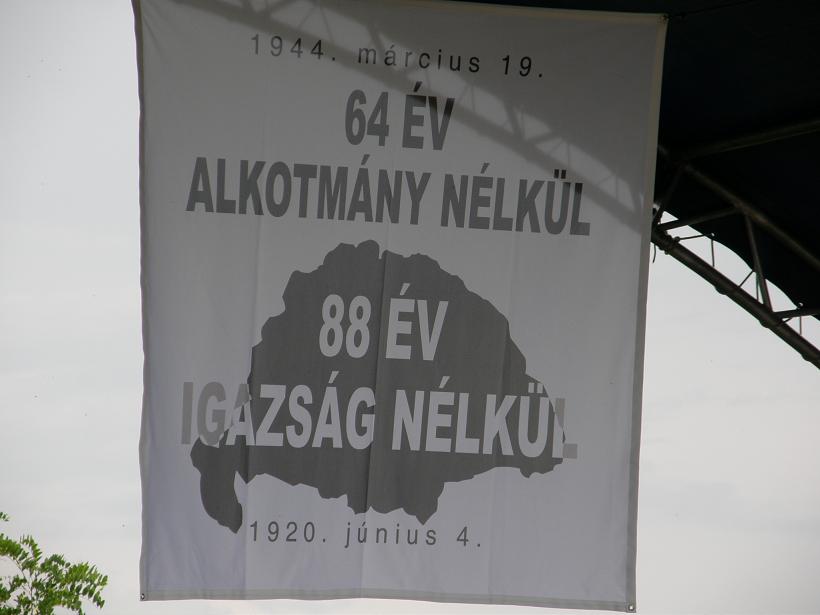 1944. március 19.
64 ÉV
ALKOTMÁNY NÉLKÜL
88 ÉV
IGAZSÁG NÉLKÜL
1920. június 4.